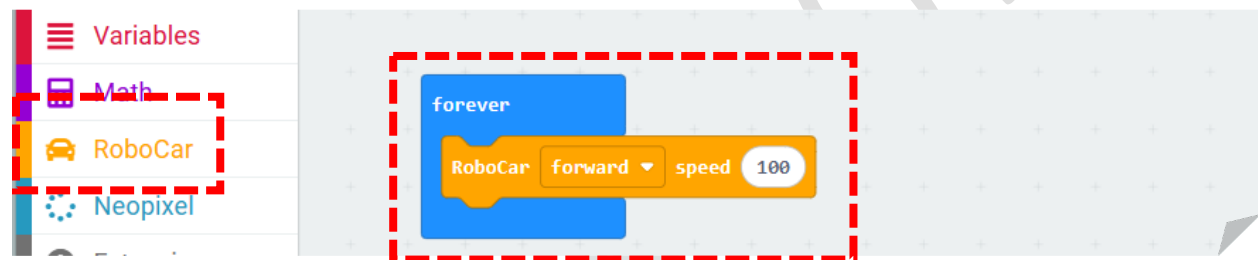 Variables
Math
forever
RoboCar
RoboCar forward speed 100
Neopixel